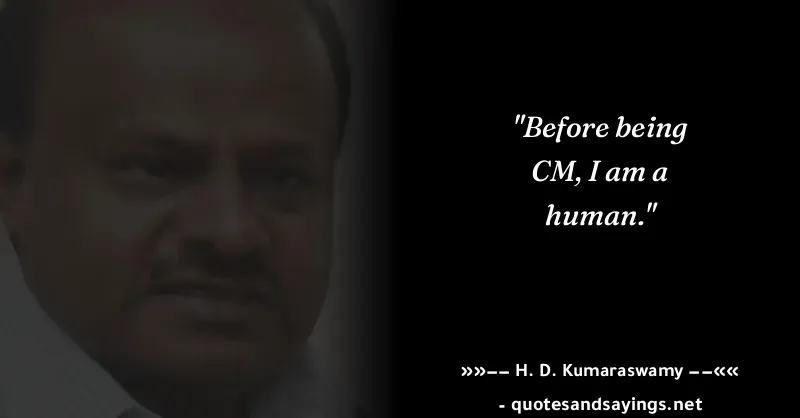 "Before being
CM, I am a
human."
»»–– H. D. Kumaraswamy ––««
- quotesandsayings.net